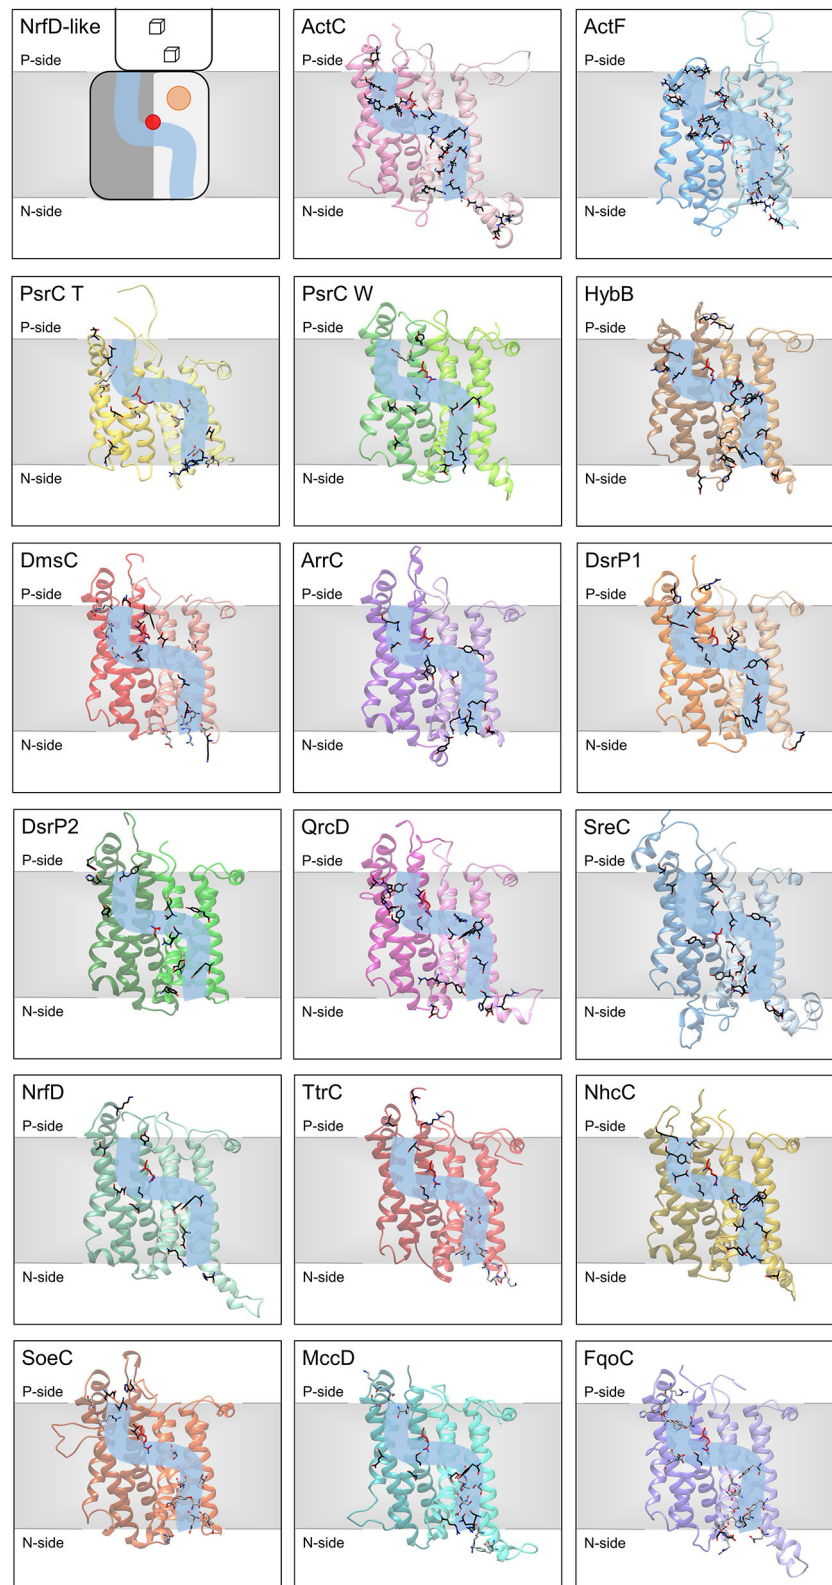 NrfD-like
P-side
N-side
ActC
P-side
N-side
ActF
P-side
N-side
PsrC T
P-side
N-side
PsrC W
P-side
N-side
HybB
P-side
N-side
DmsC
P-side
N-side
ArrC
P-side
N-side
DsrP1
P-side
N-side
DsrP2
P-side
N-side
QrcD
P-side
N-side
SreC
P-side
N-side
NrfD
P-side
N-side
TtrC
P-side
N-side
NhcC
P-side
N-side
SoeC
P-side
N-side
MccD
P-side
N-side
FqoC
P-side
N-side